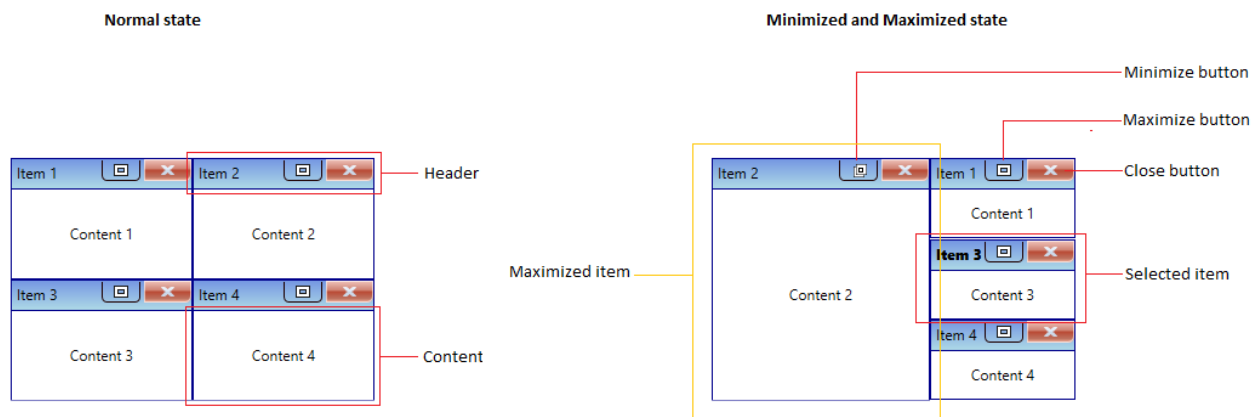 Normal state
Minimized and Maximized state
Minimize button
Maximize button
Item 1
Item 2
Header
Content 1
Content 2
Item 3
Item 4
Content 3
Content 4
Content
Item 2
Item 1
Close button
Content 1
Item 3
Maximized item
Selected item
Content 2
Content 3
Item 4
Content 4